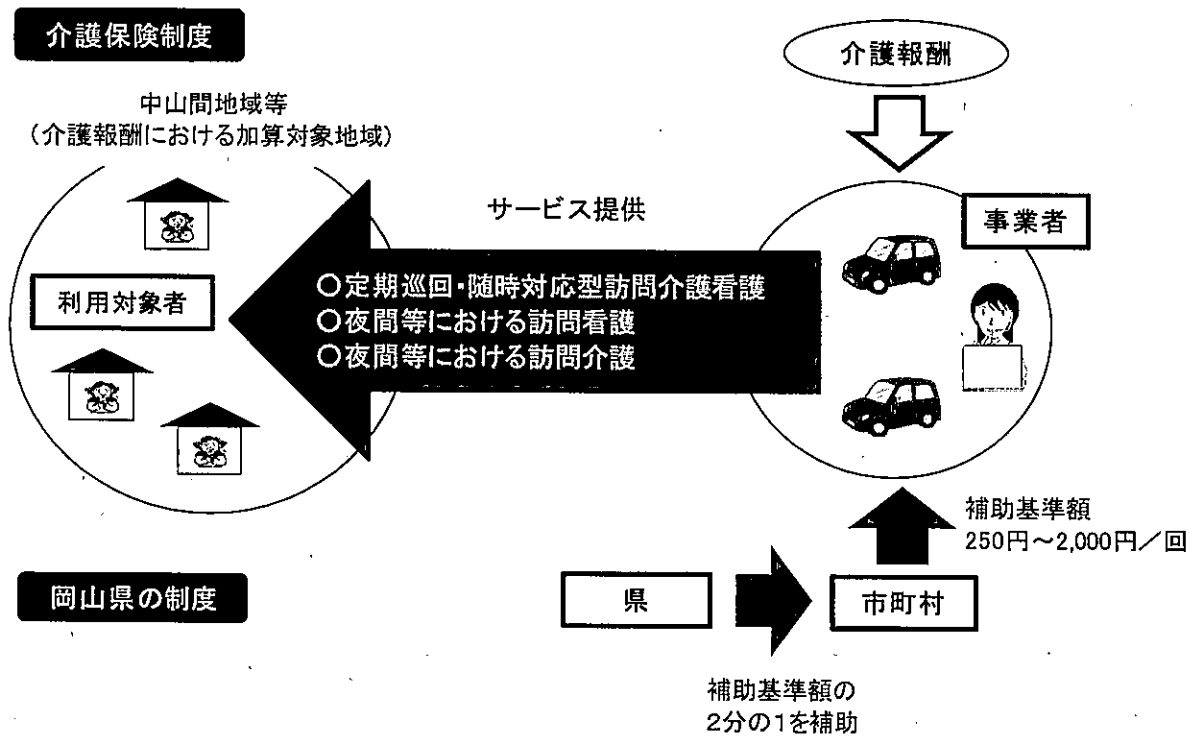 介護保険制度
介護報酬
中山間地域等
（介護報酬における加算対象地域）
サービス提供
事業者
利用対象者
○定期巡回・随時対応型訪問介護看護
○夜間等における訪問看護
○夜間等における訪問介護
補助基準額
250円～2,000円／回
岡山県の制度
県
市町村
補助基準額の
2分の1を補助